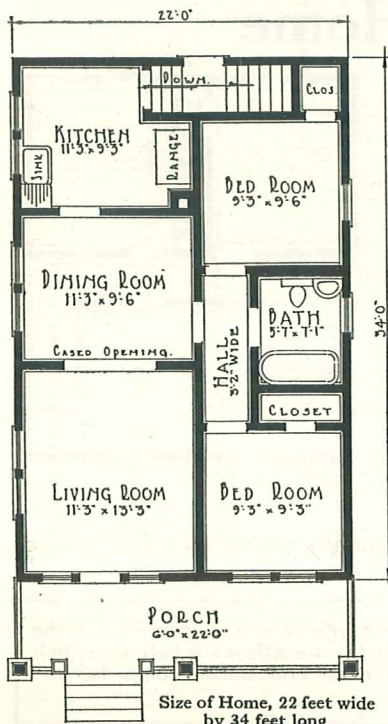 Home
22'-0"
DOWN.
CLOS.
KITCHEN
11'-3" x 9'-3"
SINK
RANGE
BED ROOM
9'-3" x 9'-6"
DINING ROOM
11'-3" x 9'-6"
CASED OPENING.
HALL
3'-2" WIDE
BATH
5'-7" x 7'-1"
34'-0"
CLOSET
LIVING ROOM
11'-3" x 13'-3"
BED ROOM
9'-3" x 9'-3"
PORCH
6'-0" x 22'-0"
Size of Home, 22 feet wide
by 34 feet long